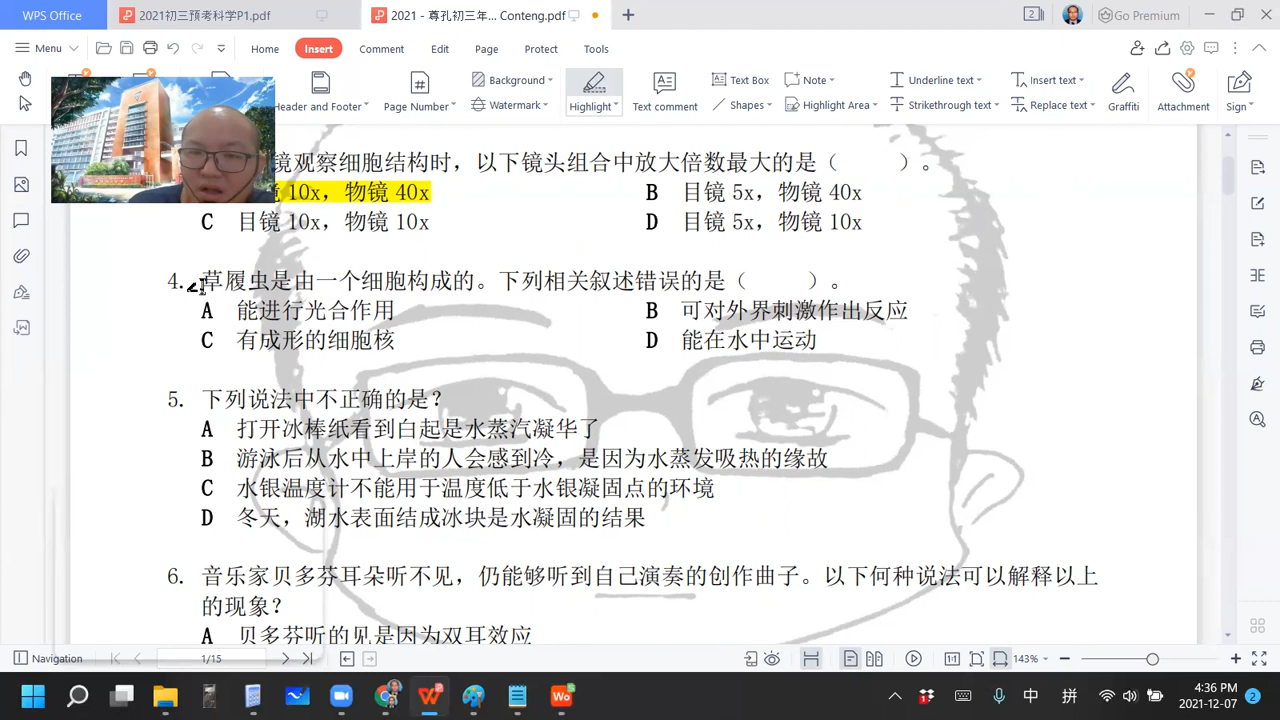 WPS Office
2021初三预考科学P1.pdf
2021 - 尊孔初三年... Conteng.pdf
2
Go Premium
Menu
Home
Insert
Comment
Edit
Page
Protect
Tools
Header and Footer
Page Number
Background
Watermark
Highlight
Text comment
Text Box
Shapes
Note
Highlight Area
Underline text
Strikethrough text
Insert text
Replace text
Graffiti
Attachment
Sign
镜观察细胞结构时，以下镜头组合中放大倍数最大的是（ ）。
10x，物镜 40x
B 目镜 5x，物镜 40x
C 目镜 10x，物镜 10x
D 目镜 5x，物镜 10x
4. 草履虫是由一个细胞构成的。下列相关叙述错误的是（ ）。
A 能进行光合作用
B 可对外界刺激作出反应
C 有成形的细胞核
D 能在水中运动
5. 下列说法中不正确的是？
A 打开冰棒纸看到白起是水蒸汽凝华了
B 游泳后从水中上岸的人会感到冷，是因为水蒸发吸热的缘故
C 水银温度计不能用于温度低于水银凝固点的环境
D 冬天，潮水表面结成冰块是水凝固的结果
6. 音乐家贝多芬耳朵听不见，仍能够听到自己演奏的创作曲子。以下何种说法可以解释以上
的现象？
A 贝多芬听的见是因为双耳效应
Navigation
1/15
143%
中
拼
4:36 PM
2021-12-07
2